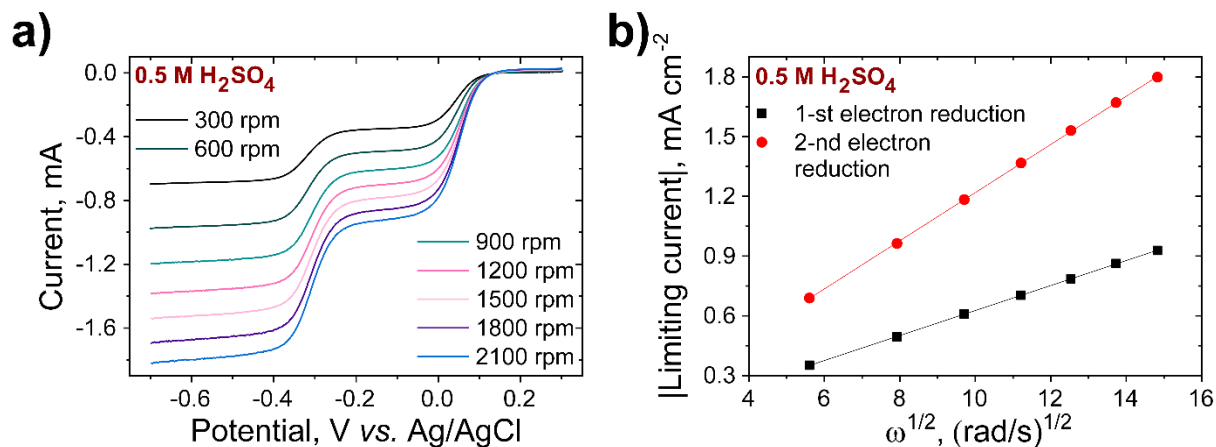 a)
0.5 M H₂SO₄
300 rpm
600 rpm
900 rpm
1200 rpm
1500 rpm
1800 rpm
2100 rpm
0.0
-0.4
-0.8
-1.2
-1.6
Current, mA
-0.6 -0.4 -0.2 0.0 0.2
Potential, V vs. Ag/AgCl
b)
0.5 M H₂SO₄
1-st electron reduction
2-nd electron
reduction
1.8
1.5
1.2
0.9
0.6
0.3
|Limiting current|, mA cm⁻²
4 6 8 10 12 14 16
ω¹ᐟ², (rad/s)¹ᐟ²